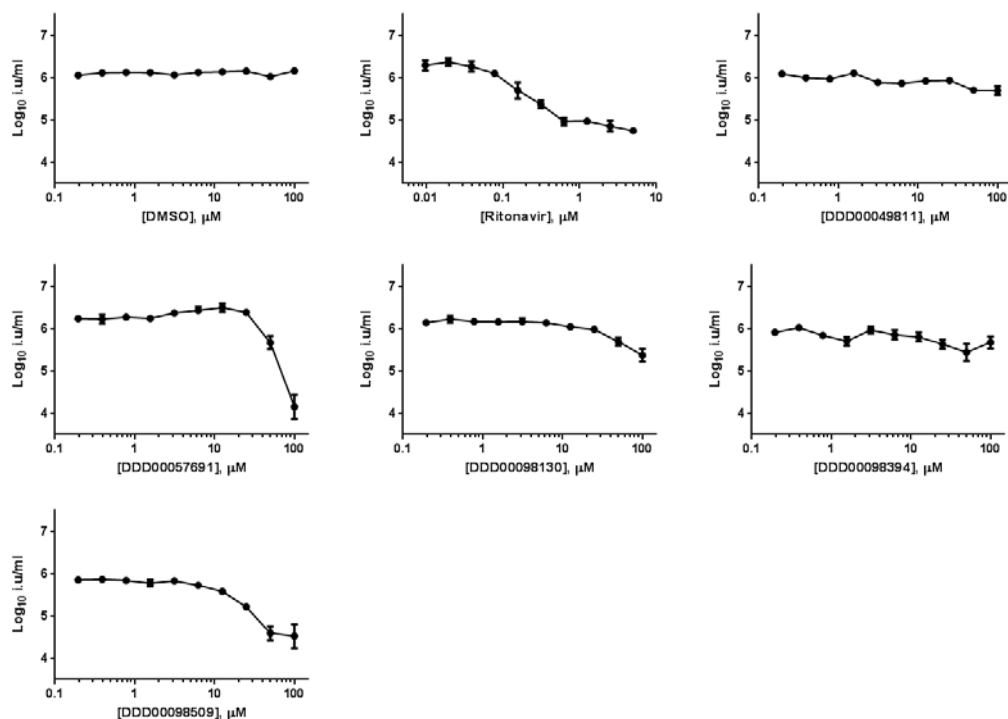 Log10 i.u/ml
7
6
5
4
0.1 1 10 100
[DMSO], µM
Log10 i.u/ml
7
6
5
4
0.01 0.1 1 10
[Ritonavir], µM
Log10 i.u/ml
7
6
5
4
0.1 1 10 100
[DDD00049811], µM
Log10 i.u/ml
7
6
5
4
0.1 1 10 100
[DDD00057691], µM
Log10 i.u/ml
7
6
5
4
0.1 1 10 100
[DDD00098130], µM
Log10 i.u/ml
7
6
5
4
0.1 1 10 100
[DDD00098394], µM
Log10 i.u/ml
7
6
5
4
0.1 1 10 100
[DDD00098509], µM